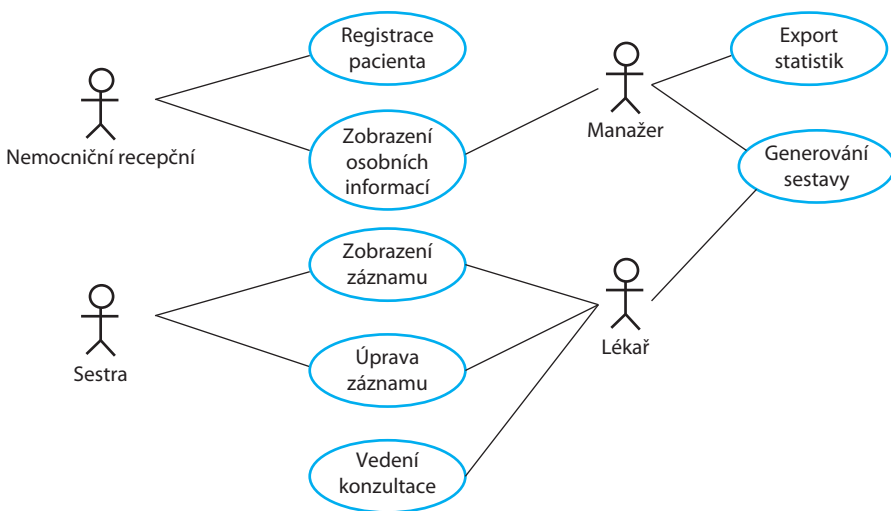 Registrace
pacienta
Export
statistik
Nemocniční recepční
Zobrazení
osobních
informací
Manažer
Generování
sestavy
Zobrazení
záznamu
Sestra
Úprava
záznamu
Lékař
Vedení
konzultace